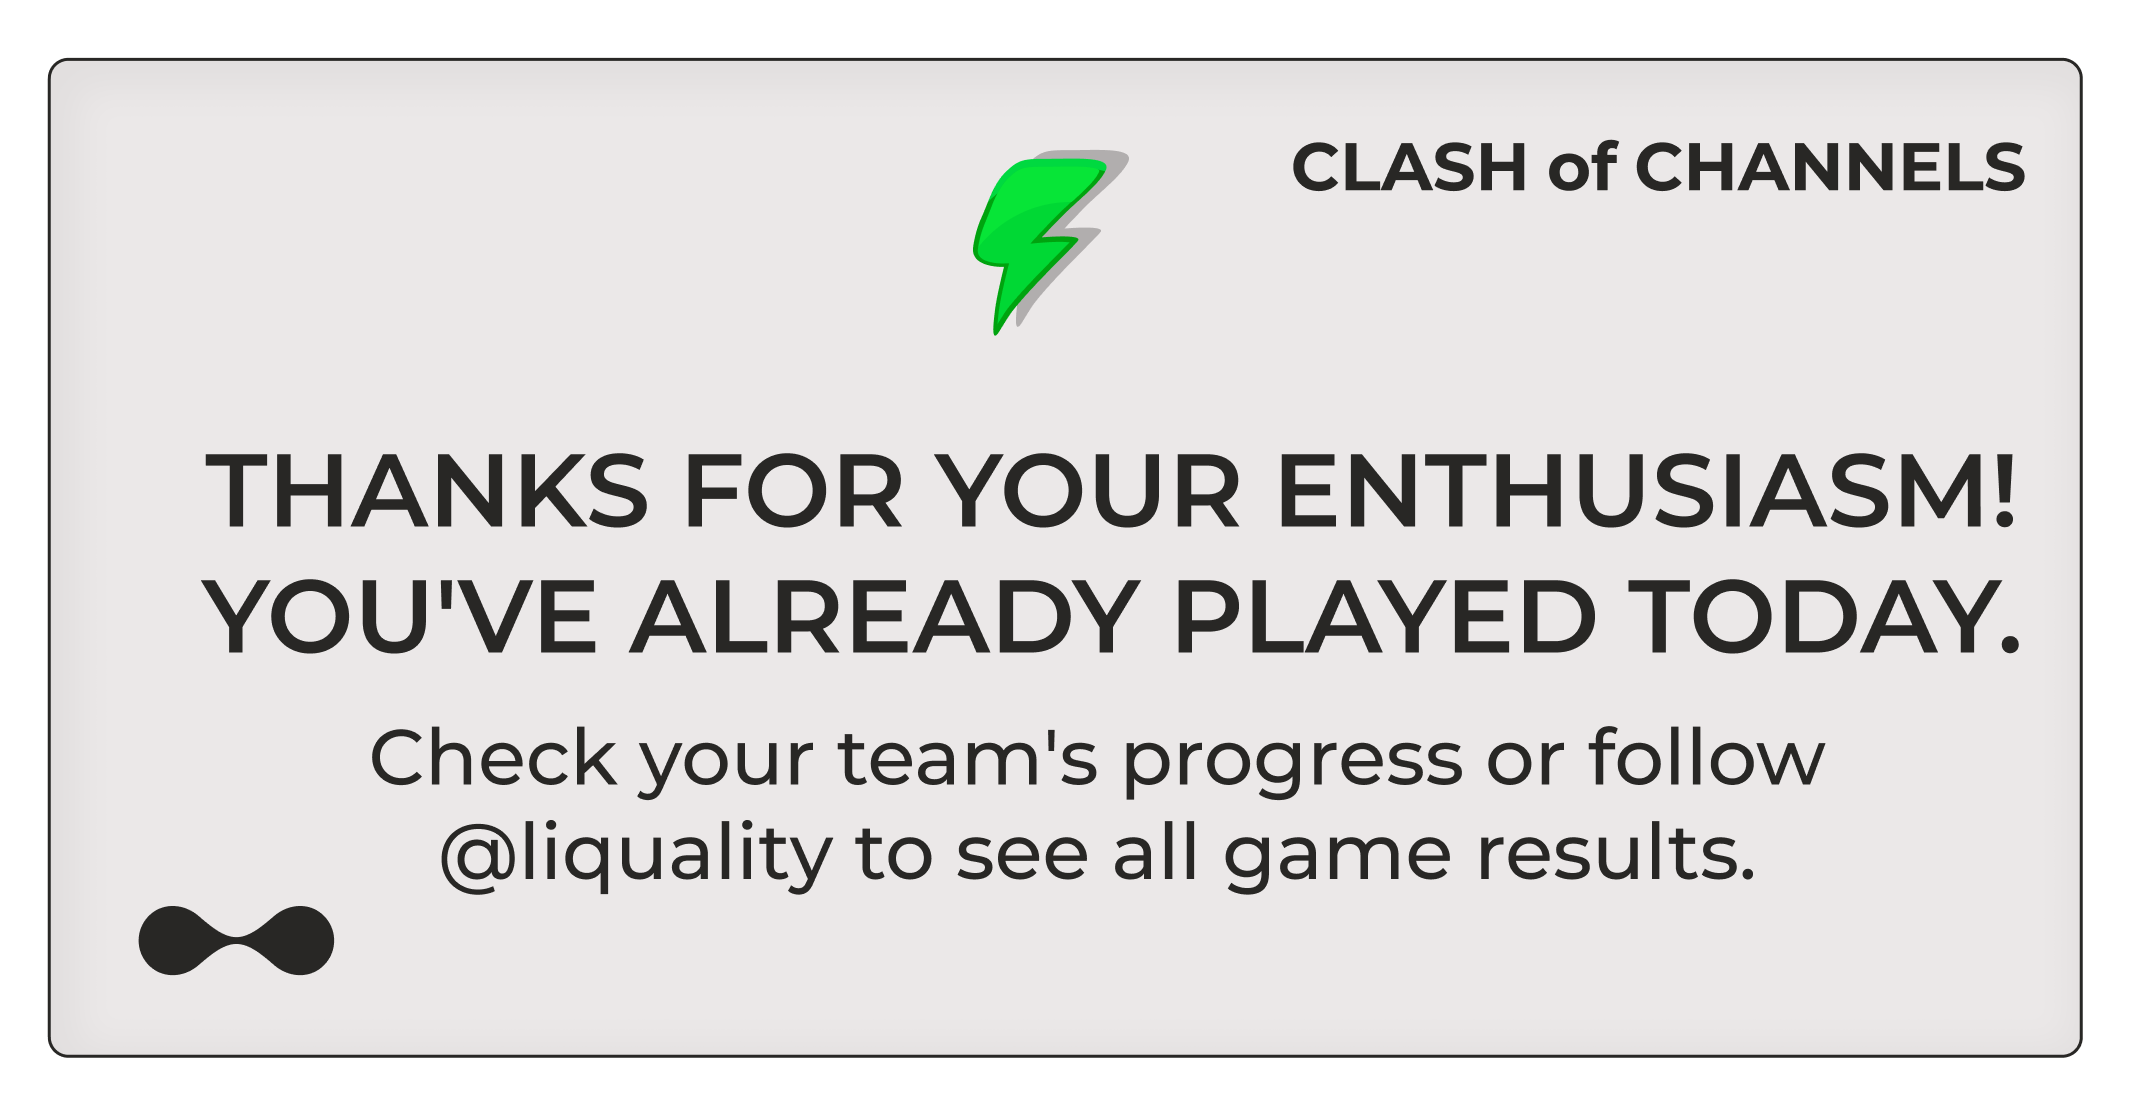 CLASH of CHANNELS
THANKS FOR YOUR ENTHUSIASM!
YOU'VE ALREADY PLAYED TODAY.
Check your team's progress or follow
@liquality to see all game results.